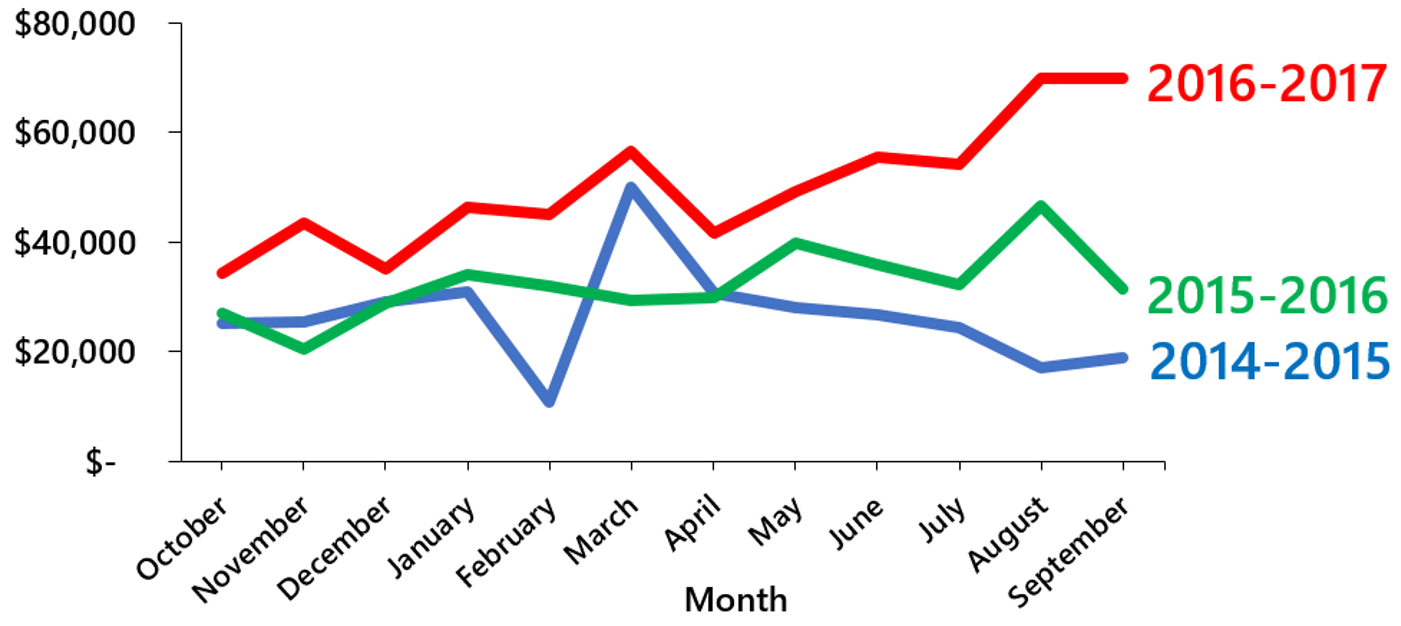 $80,000
2016-2017
$60,000
$40,000
2015-2016
$20,000
2014-2015
$-
October
November
December
January
February
March
April
May
June
July
August
September
Month